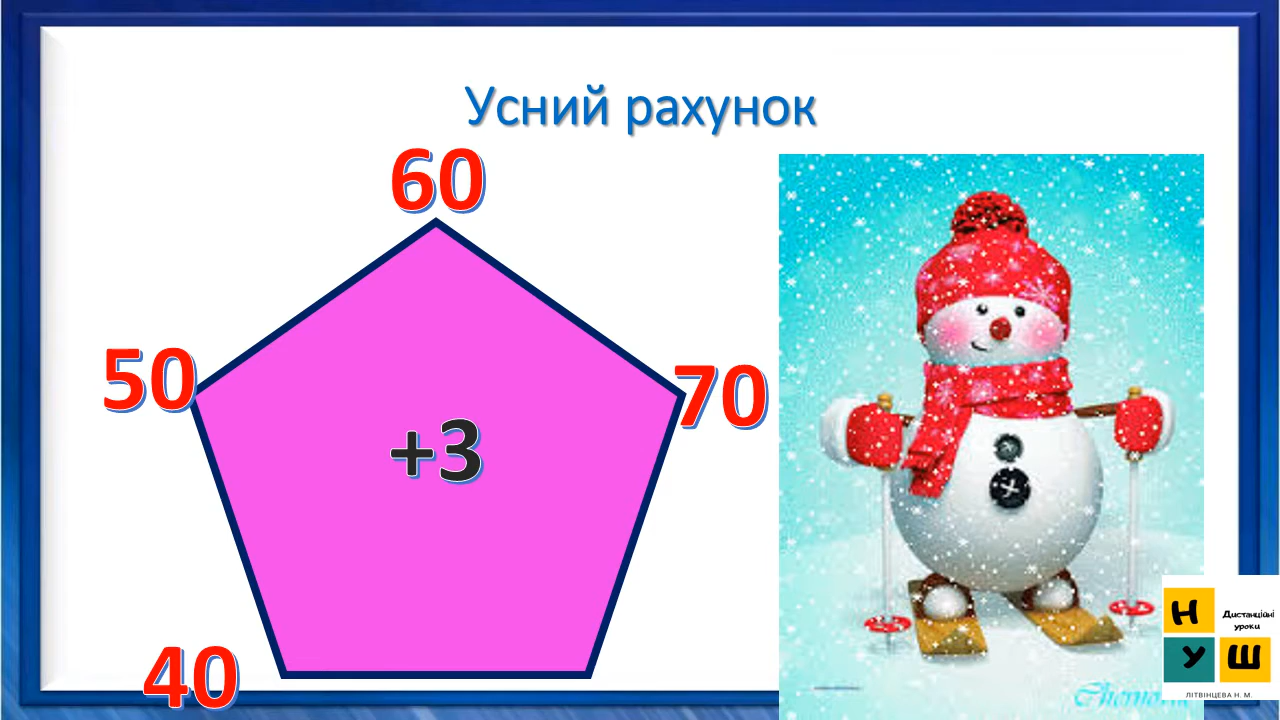 Усний рахунок
60
50
70
+3
40
Н
Дистанційні
уроки
У Ш
ЛІТВІНЦЕВА Н. М.